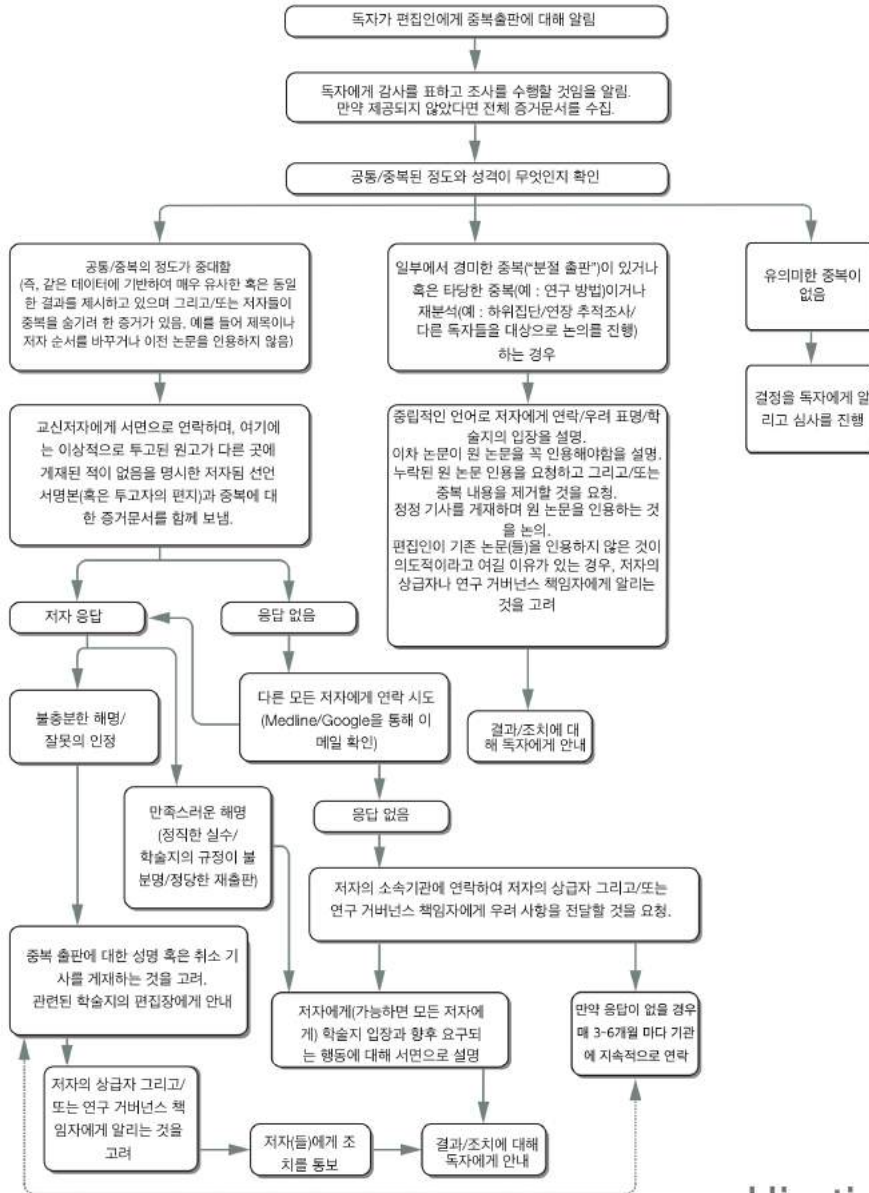 독자가 편집인에게 중복출판에 대해 알림
독자에게 감사를 표하고 조사를 수행할 것임을 알림.
만약 제공되지 않았다면 전체 증거문서를 수집.
공통/중복된 정도와 성격이 무엇인지 확인
공통/중복의 정도가 중대함
(즉, 같은 데이터에 기반하여 매우 유사한 혹은 동일
한 결과를 제시하고 있으며 그리고/또는 저자들이
중복을 숨기려 한 증거가 있음, 예를 들어 제목이나
저자 순서를 바꾸거나 이전 논문을 인용하지 않음)
일부에서 경미한 중복("분절 출판")이 있거나
혹은 타당한 중복(예 : 연구 방법)이거나
재분석(예 : 하위집단/연장 추적조사/
다른 독자들을 대상으로 논의를 진행)
하는 경우
유의미한 중복이
없음
교신저자에게 서면으로 연락하며, 여기에
는 이상적으로 투고된 원고가 다른 곳에
게재된 적이 없음을 명시한 저자됨 선언
서명본(혹은 투고자의 편지)과 중복에 대
한 증거문서를 함께 보냄.
중립적인 언어로 저자에게 연락/우려 표명/학
술지의 입장을 설명.
이차 논문이 원 논문을 꼭 인용해야함을 설명.
누락된 원 논문 인용을 요청하고 그리고/또는
중복 내용을 제거할 것을 요청.
정정 기사를 게재하며 원 논문을 인용하는 것
을 논의.
편집인이 기존 논문(들)을 인용하지 않은 것이
의도적이라고 여길 이유가 있는 경우, 저자의
상급자나 연구 거버넌스 책임자에게 알리는
것을 고려
결정을 독자에게 알
리고 심사를 진행
저자 응답
응답 없음
불충분한 해명/
잘못의 인정
다른 모든 저자에게 연락 시도
(Medline/Google을 통해 이
메일 확인)
결과/조치에 대
해 독자에게 안내
만족스러운 해명
(정직한 실수/
학술지의 규정이 불
분명/정당한 재출판)
응답 없음
저자의 소속기관에 연락하여 저자의 상급자 그리고/또는
연구 거버넌스 책임자에게 우려 사항을 전달할 것을 요청.
중복 출판에 대한 성명 혹은 취소 기
사를 게재하는 것을 고려.
관련된 학술지의 편집장에게 안내
저자에게(가능하면 모든 저자에
게) 학술지 입장과 향후 요구되
는 행동에 대해 서면으로 설명
만약 응답이 없을 경우
매 3-6개월 마다 기관
에 지속적으로 연락
저자의 상급자 그리고/
또는 연구 거버넌스 책
임자에게 알리는 것을
고려
저자(들)에게 조
치를 통보
결과/조치에 대해
독자에게 안내